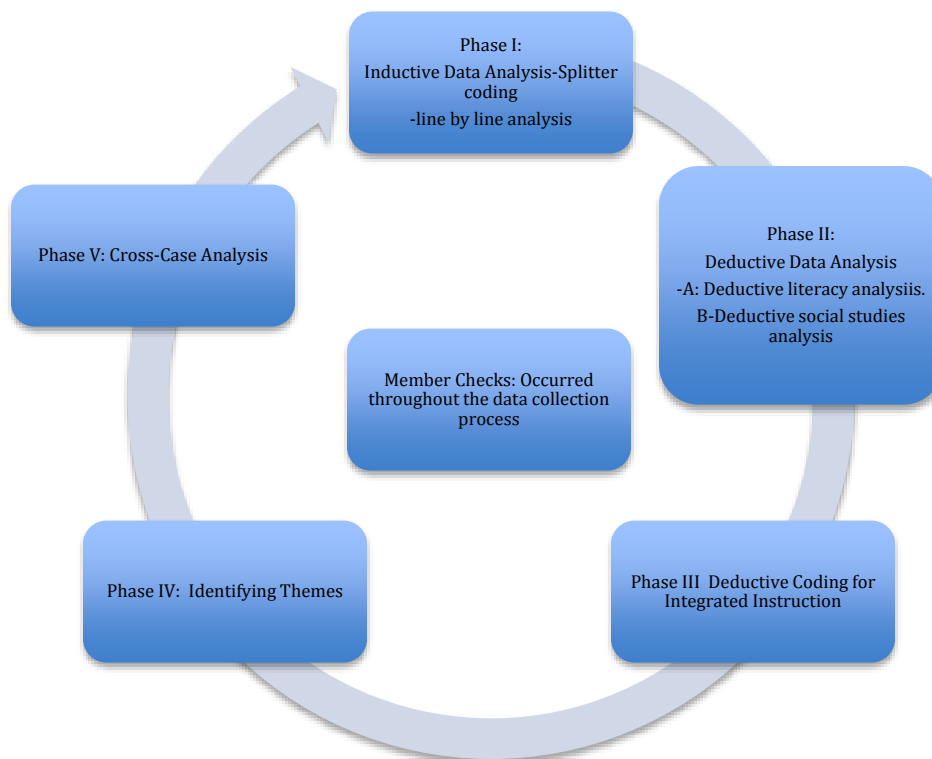 Phase I:
Inductive Data Analysis-Splitter
coding
-line by line analysis
Phase II:
Deductive Data Analysis
-A: Deductive literacy analysiis.
B-Deductive social studies
analysis
Phase V: Cross-Case Analysis
Member Checks: Occurred
throughout the data collection
process
Phase IV:  Identifying Themes
Phase III  Deductive Coding for
Integrated Instruction